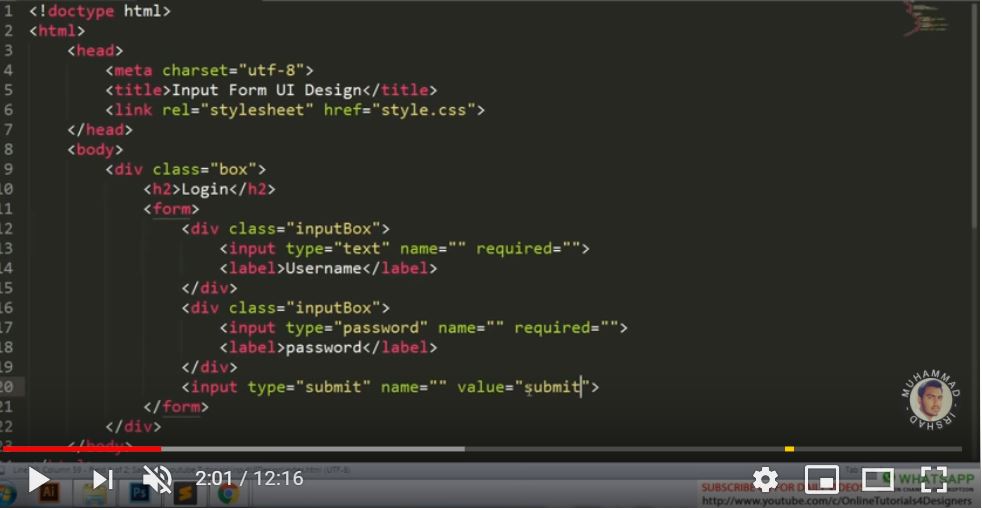 1 <!doctype html>
2 <html>
3 <head>
4 <meta charset="utf-8">
5 <title>Input Form UI Design</title>
6 <link rel="stylesheet" href="style.css">
7 </head>
8 <body>
9 <div class="box">
10 <h2>Login</h2>
11 <form>
12 <div class="inputBox">
13 <input type="text" name="" required="">
14 <label>Username</label>
15 </div>
16 <div class="inputBox">
17 <input type="password" name="" required="">
18 <label>password</label>
19 </div>
20 <input type="submit" name="" value="submit">
21 </form>
22 </div>
23 </body>
MUHAMMAD IRSHAD
2:01 / 12:16
Ai
Ps
S
Tab
WHATSAPP
SUBSCRIBE FOR DAILY VIDEOS
http://www.youtube.com/c/OnlineTutorials4Designers